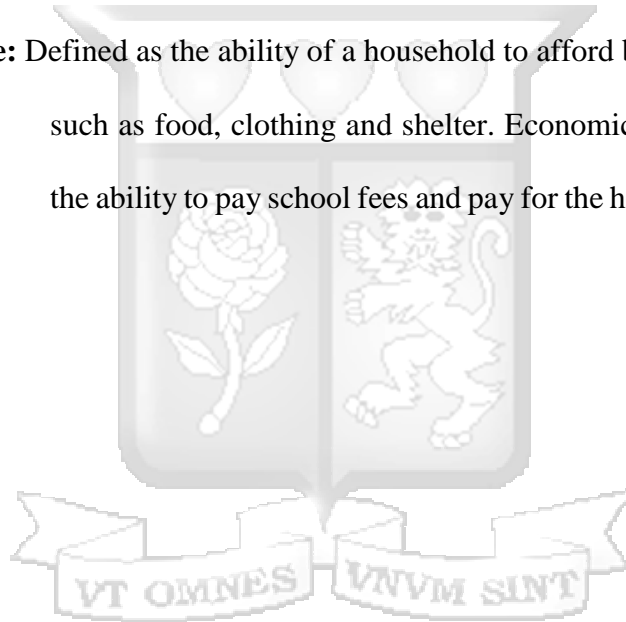 e: Defined as the ability of a household to afford b
such as food, clothing and shelter. Economic
the ability to pay school fees and pay for the h
VT OMNES VNVM SINT